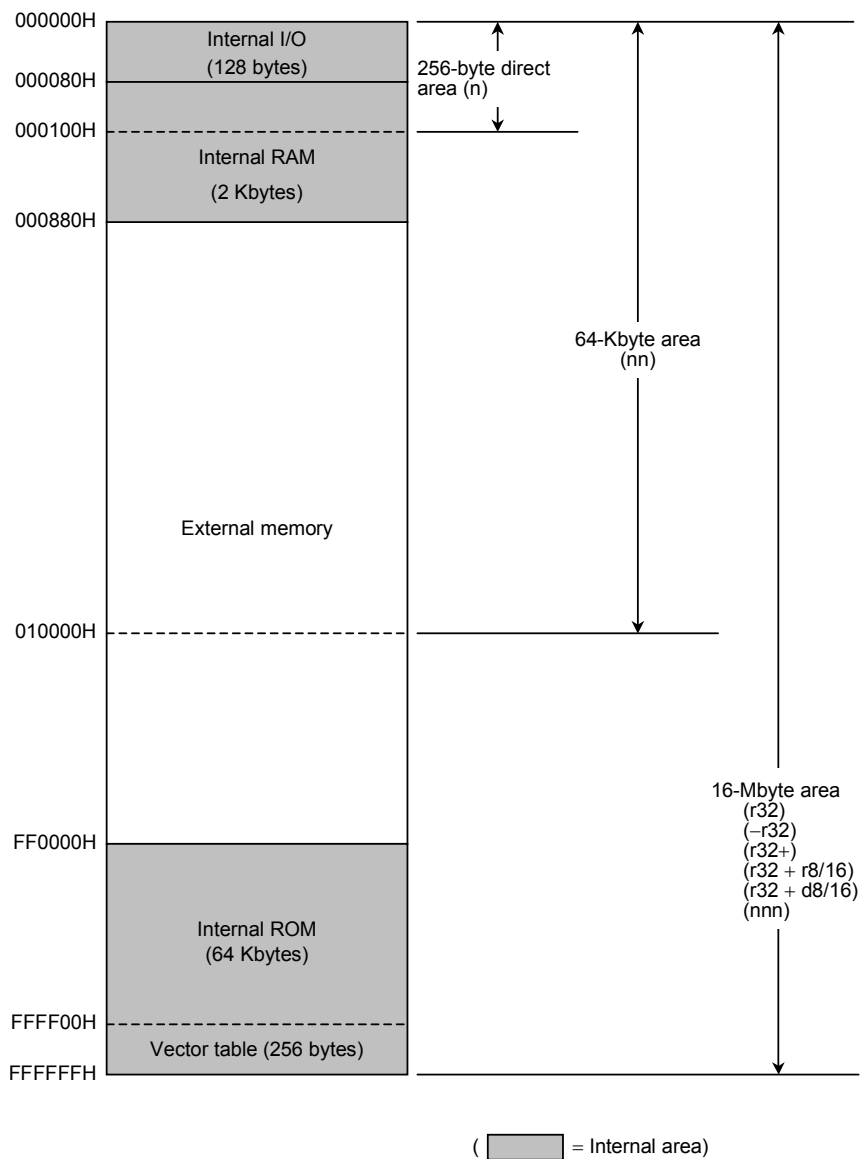 000000H
Internal I/O
(128 bytes)
000080H
256-byte direct
area (n)
000100H
Internal RAM
(2 Kbytes)
000880H
64-Kbyte area
(nn)
External memory
010000H
16-Mbyte area
(r32)
(−r32)
(r32+)
(r32 + r8/16)
(r32 + d8/16)
(nnn)
FF0000H
Internal ROM
(64 Kbytes)
FFFF00H
Vector table (256 bytes)
FFFFFFH
( = Internal area)